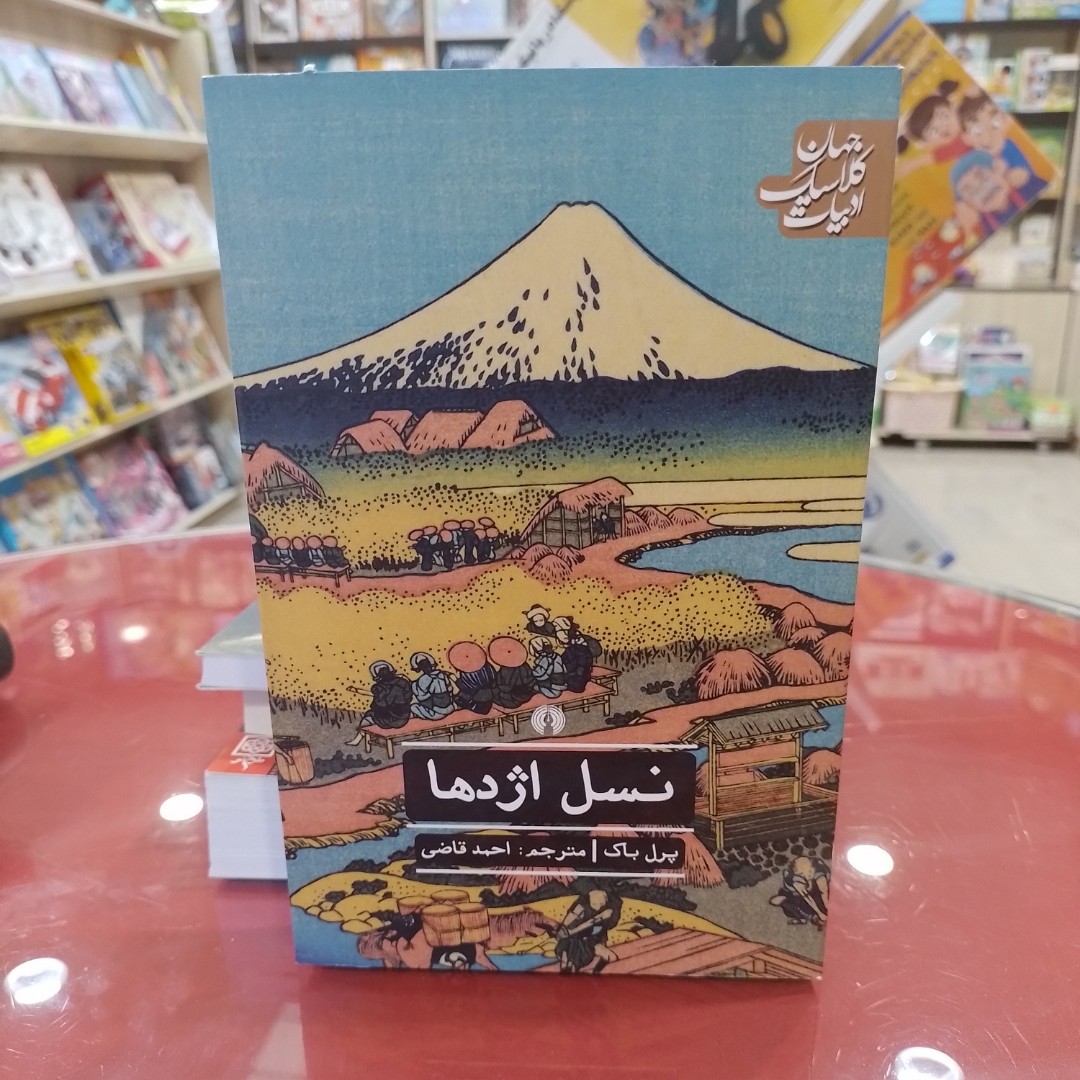 جهان
کلاسیک
ادبیات
نسل اژدها
پرل باک | مترجم: احمد قاضی